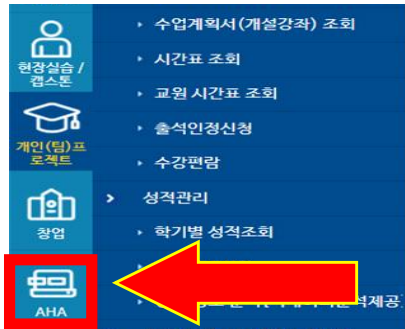 현장실습 /
캡스톤
개인(팀)프
로젝트
창업
AHA
수업계획서(개설강좌) 조회
시간표 조회
교원 시간표 조회
출석인정신청
수강편람
성적관리
학기별 성적조회
제공